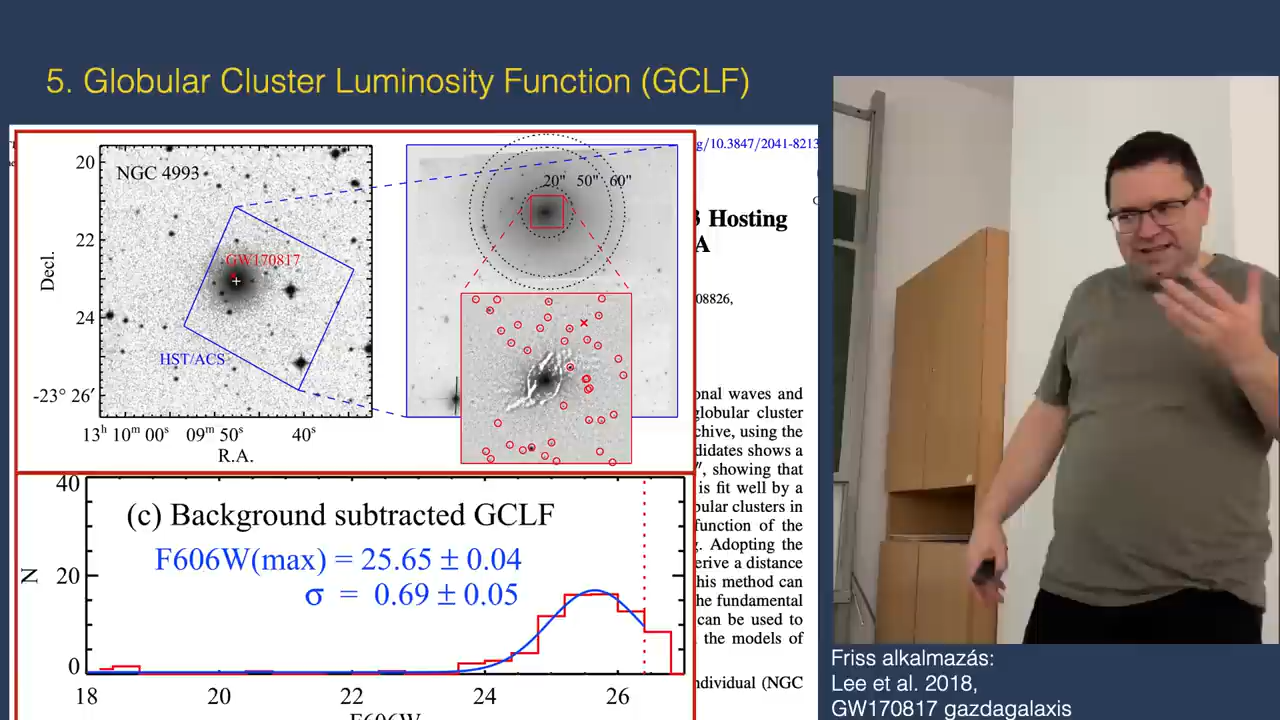 5. Globular Cluster Luminosity Function (GCLF)
g/10.3847/2041-8213
NGC 4993
20
22
24
-23° 26′
Decl.
GW170817
HST/ACS
13ʰ 10ᵐ 00ˢ 09ᵐ 50ˢ 40ˢ
R.A.
20" 50" 60"
Hosting
A
08826,
onal waves and
globular cluster
chive, using the
didates shows a
″, showing that
is fit well by a
bular clusters in
function of the
. Adopting the
erive a distance
his method can
he fundamental
can be used to
the models of
ndividual (NGC
(c) Background subtracted GCLF
F606W(max) = 25.65 ± 0.04
σ = 0.69 ± 0.05
40
20
0
N
18 20 22 24 26
F606W
Friss alkalmazás:
Lee et al. 2018,
GW170817 gazdagalaxis